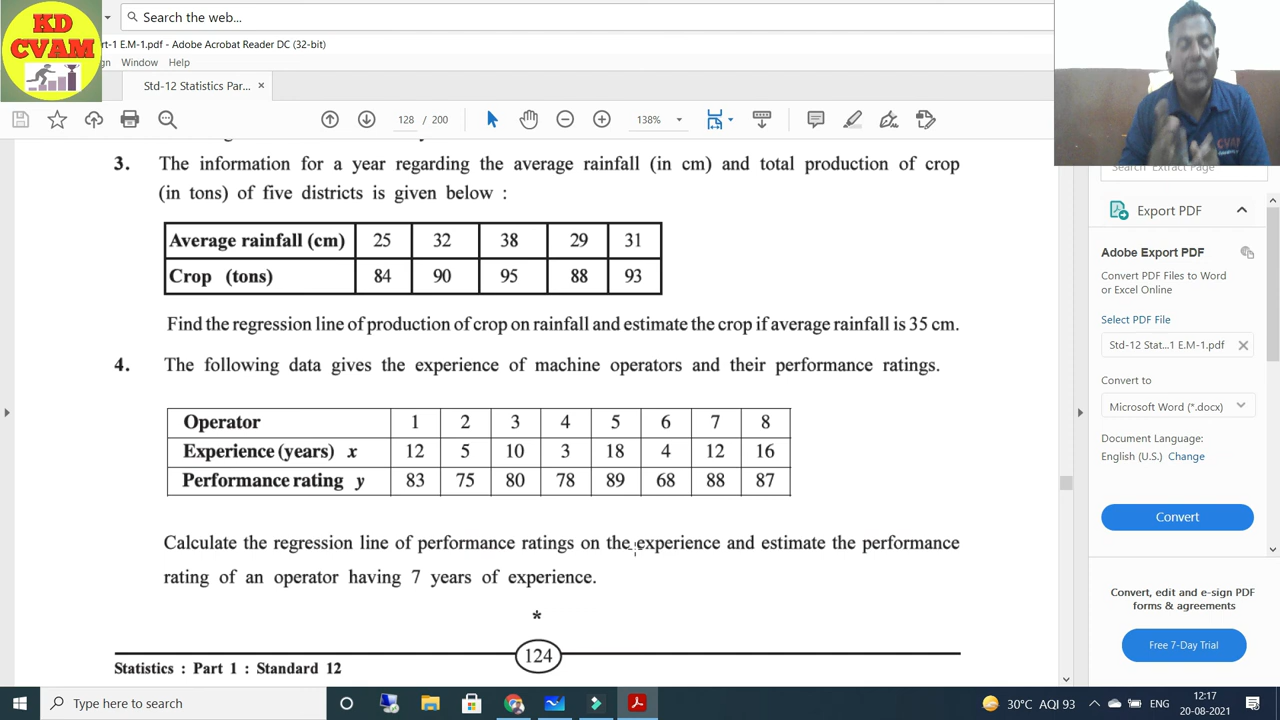 KD
CVAM
Search the web...
rt-1 E.M-1.pdf - Adobe Acrobat Reader DC (32-bit)
gn Window Help
Std-12 Statistics Par...
128 / 200
138%
3. The information for a year regarding the average rainfall (in cm) and total production of crop
(in tons) of five districts is given below :
Average rainfall (cm) 25 32 38 29 31
Crop (tons) 84 90 95 88 93
Find the regression line of production of crop on rainfall and estimate the crop if average rainfall is 35 cm.
4. The following data gives the experience of machine operators and their performance ratings.
Operator 1 2 3 4 5 6 7 8
Experience (years) x 12 5 10 3 18 4 12 16
Performance rating y 83 75 80 78 89 68 88 87
Calculate the regression line of performance ratings on the experience and estimate the performance
rating of an operator having 7 years of experience.
*
124
Statistics : Part 1 : Standard 12
CVAM
Search 'Extract Page'
Export PDF
Adobe Export PDF
Convert PDF Files to Word
or Excel Online
Select PDF File
Std-12 Stat...1 E.M-1.pdf
Convert to
Microsoft Word (*.docx)
Document Language:
English (U.S.) Change
Convert
Convert, edit and e-sign PDF
forms & agreements
Free 7-Day Trial
Type here to search
30°C AQI 93
ENG
12:17
20-08-2021